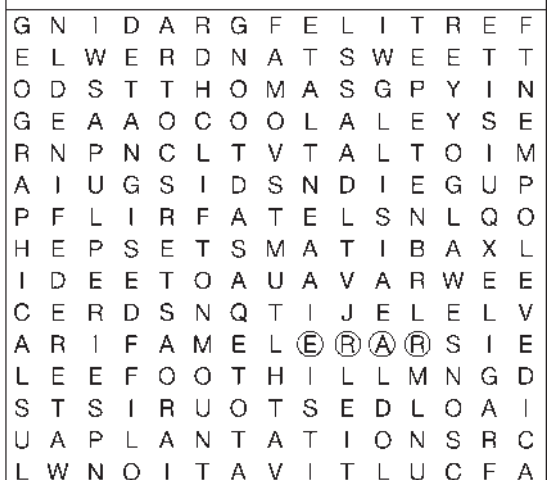 G N I D A R G F E L I T R E F
E L W E R D N A T S W E E T T
O D S T T H O M A S G P Y I N
G E A A O C O O L A L E Y S E
R N P N C L T V T A L T O I M
A I U G S I D S N D I E G U P
P F L I R F A T E L S N L Q O
H E P S E T S M A T I B A X L
I D E E T O A U A V A R W E E
C E R D S N Q T I J E L E L V
A R I F A M E L E R A R S I E
L E E F O O T H I L L M N G D
S T S I R U O T S E D L O A I
U A P L A N T A T I O N S R C
L W N O I T A V I T L U C F A